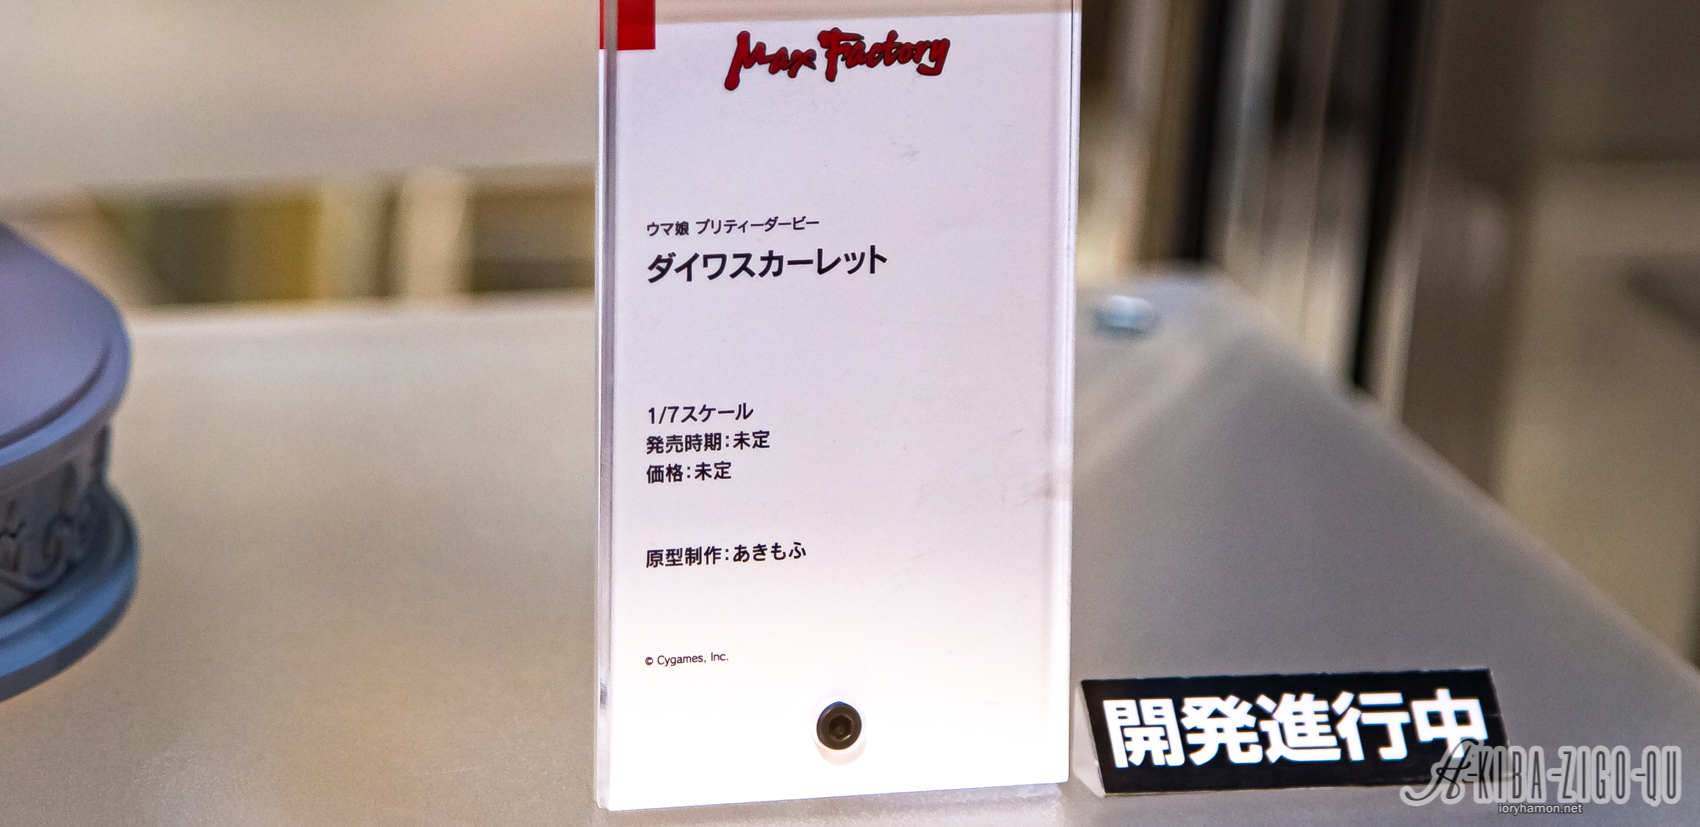 Max Factory
ウマ娘 プリティーダービー
ダイワスカーレット
1/7スケール
発売時期：未定
価格：未定
原型制作：あきもふ
© Cygames, Inc.
開発進行中
A-KIBA-ZIGO-QU
ioryhamon.net